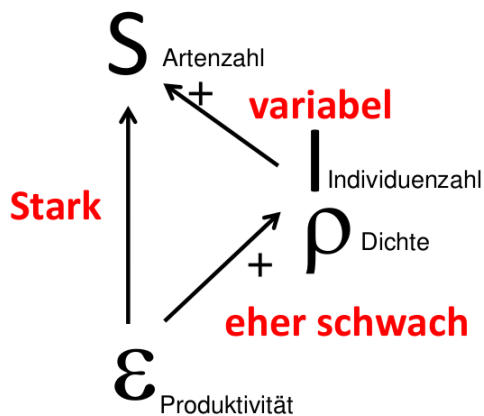 S Artenzahl
+
variabel
I Individuenzahl
Stark
ρ Dichte
+
eher schwach
ε Produktivität